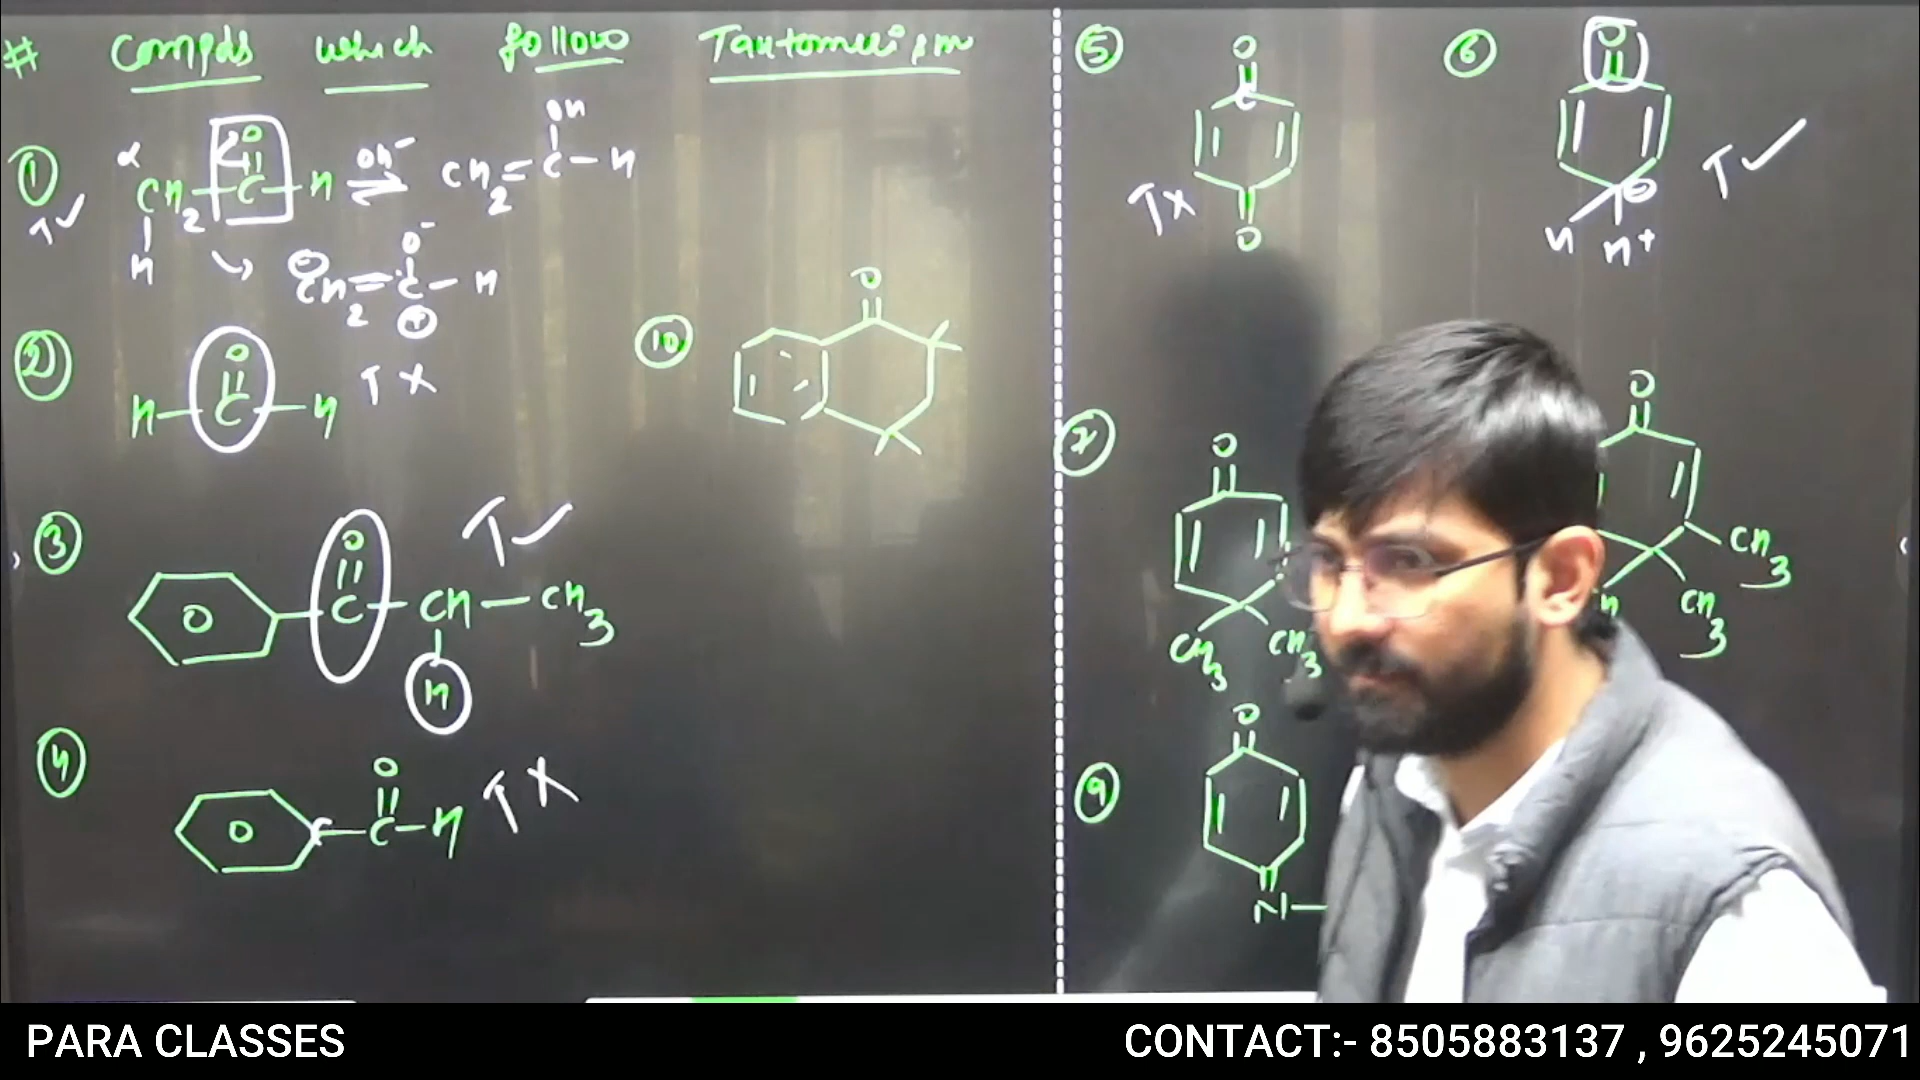 # Compds which follow Tautomerism
①
T✓
α
CH2 – C – H ⇌ CH2 = C – H
O
OH⁻
OH
H
⊖
CH2 = C – H
O⁻
⊕
②
O
H – C – H
T ×
③
O
C – CH – CH3
H
T✓
④
O
C – C – H
T ×
⑩
O
⑤
O
C
O
T×
⑥
O
⊖
H
H+
T✓
⑦
O
CH3
CH3
O
CH3
CH3
⑨
O
N –
PARA CLASSES
CONTACT:- 8505883137 , 9625245071